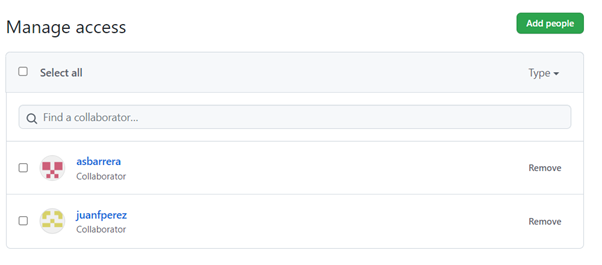 Manage access
Add people
Select all
Type
Find a collaborator...
asbarrera
Collaborator
Remove
juanfperez
Collaborator
Remove